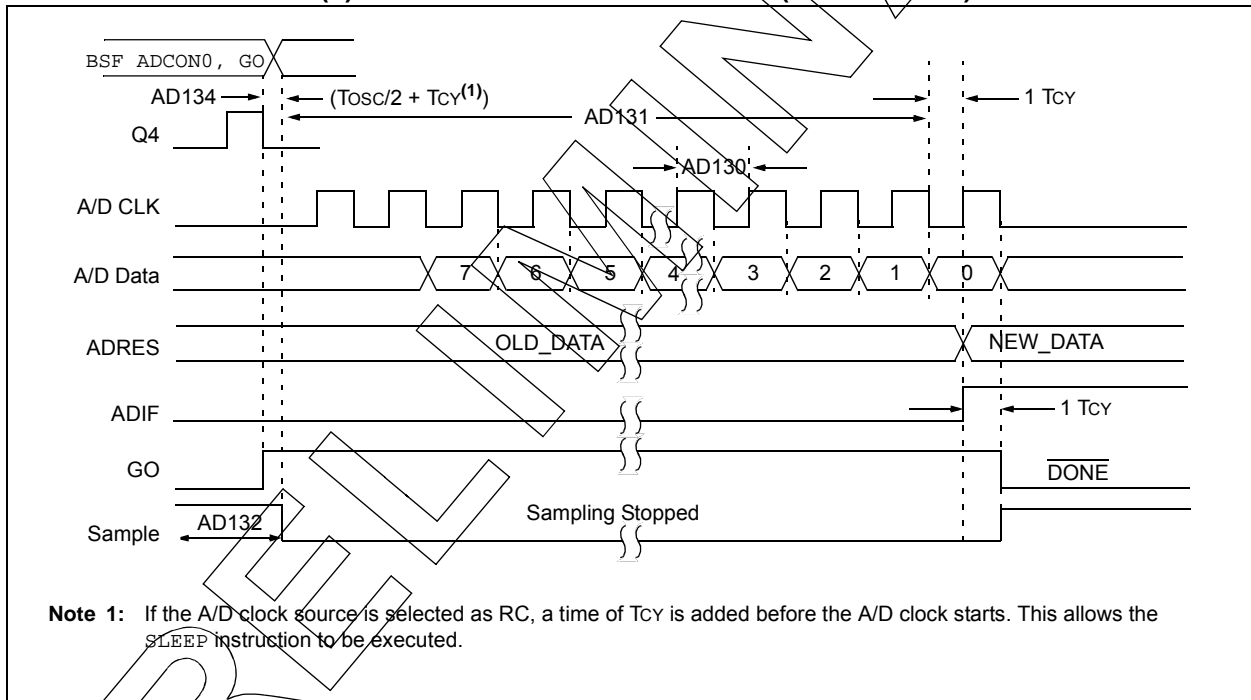 BSF ADCON0, GO
AD134
(TOSC/2 + TCY(1))
1 TCY
AD131
Q4
AD130
A/D CLK
A/D Data
7
6
5
4
3
2
1
0
ADRES
OLD_DATA
NEW_DATA
ADIF
1 TCY
GO
DONE
Sample
AD132
Sampling Stopped
Note 1: If the A/D clock source is selected as RC, a time of TCY is added before the A/D clock starts. This allows the
SLEEP instruction to be executed.